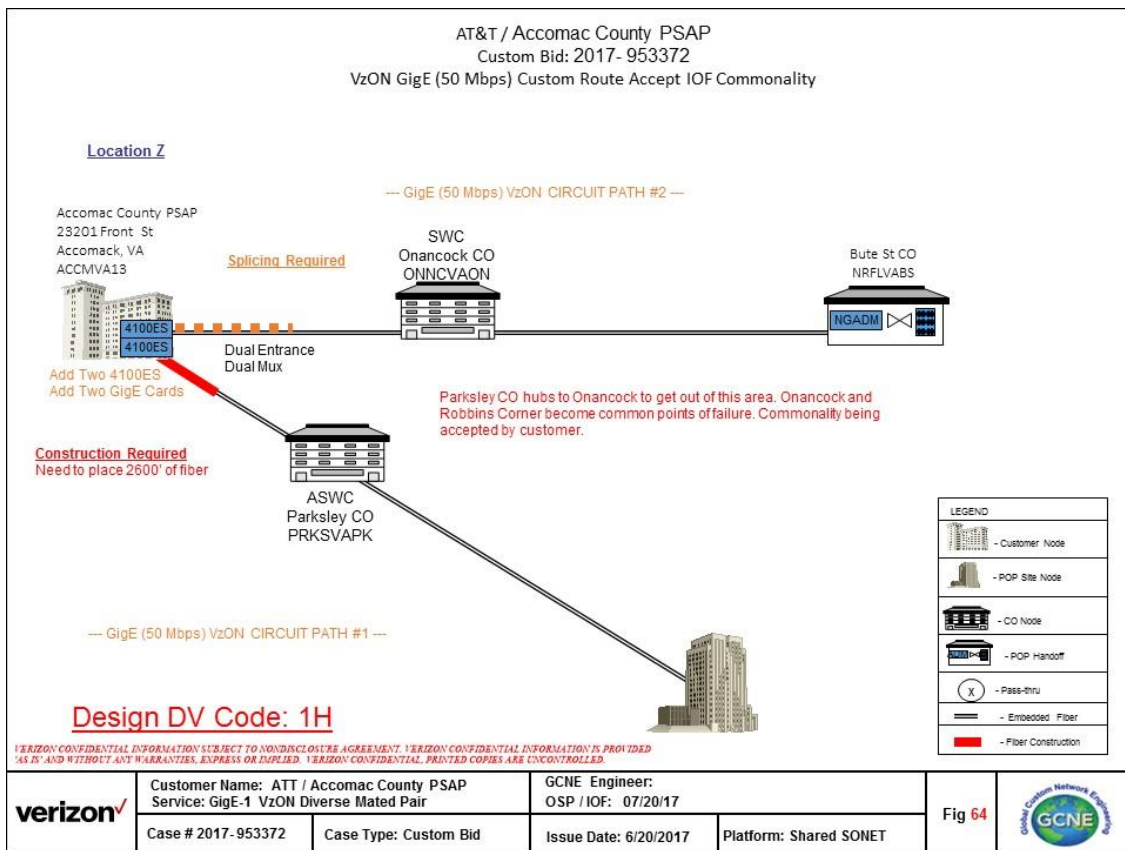 AT&T / Accomac County PSAP
Custom Bid: 2017- 953372
VzON GigE (50 Mbps) Custom Route Accept IOF Commonality
Location Z
--- GigE (50 Mbps) VzON CIRCUIT PATH #2 ---
Accomac County PSAP
23201 Front St
Accomack, VA
ACCMVA13
Splicing Required
SWC
Onancock CO
ONNCVAON
Bute St CO
NRFLVABS
NGADM
4100ES
4100ES
Dual Entrance
Dual Mux
Add Two 4100ES
Add Two GigE Cards
Parksley CO hubs to Onancock to get out of this area. Onancock and
Robbins Corner become common points of failure. Commonality being
accepted by customer.
Construction Required
Need to place 2600' of fiber
ASWC
Parksley CO
PRKSVAPK
--- GigE (50 Mbps) VzON CIRCUIT PATH #1 ---
LEGEND
- Customer Node
- POP Site Node
- CO Node
- POP Handoff
X
- Pass-thru
- Embedded Fiber
- Fiber Construction
Design DV Code: 1H
VERIZON CONFIDENTIAL INFORMATION SUBJECT TO NONDISCLOSURE AGREEMENT. VERIZON CONFIDENTIAL INFORMATION IS PROVIDED
'AS IS' AND WITHOUT ANY WARRANTIES, EXPRESS OR IMPLIED. VERIZON CONFIDENTIAL, PRINTED COPIES ARE UNCONTROLLED.
verizon
Customer Name: ATT / Accomac County PSAP
Service: GigE-1 VzON Diverse Mated Pair
GCNE Engineer:
OSP / IOF: 07/20/17
Case # 2017-953372
Case Type: Custom Bid
Issue Date: 6/20/2017
Platform: Shared SONET
Fig 64
Global Custom Network Engineering
GCNE